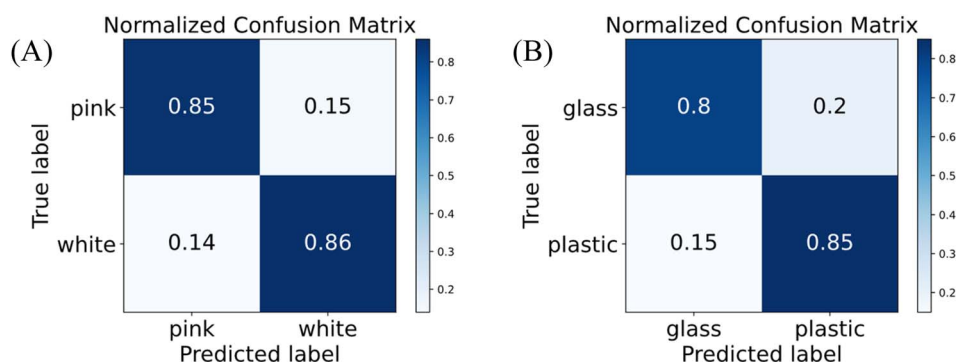 (A)
Normalized Confusion Matrix
True label
pink
0.85
0.15
white
0.14
0.86
pink
white
Predicted label
0.8
0.7
0.6
0.5
0.4
0.3
0.2
(B)
Normalized Confusion Matrix
True label
glass
0.8
0.2
plastic
0.15
0.85
glass
plastic
Predicted label
0.8
0.7
0.6
0.5
0.4
0.3
0.2